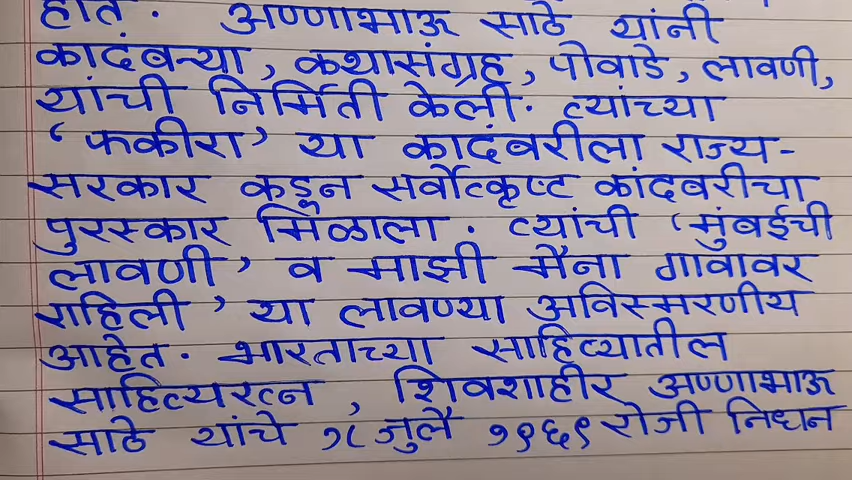 होते. अण्णाभाऊ साठे यांनी
कादंबऱ्या, कथासंग्रह, पोवाडे, लावणी,
यांची निर्मिती केली. त्यांच्या
‘फकीरा’ या कादंबरीला राज्य-
सरकार कडून सर्वोत्कृष्ट कांदबरीचा
पुरस्कार मिळाला. त्यांची ‘मुंबईची
लावणी’ व माझी मैना गावावर
राहिली’ या लावण्या अविस्मरणीय
आहेत. भारताच्या साहित्यातील
साहित्यरत्न, शिवशाहीर अण्णाभाऊ
साठे यांचे १८ जुलै १९६९ रोजी निधन